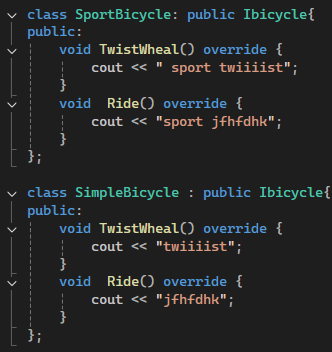 class SportBicycle: public Ibicycle{
public:
    void TwistWheal() override {
        cout << " sport twiiiist";
    }
    void  Ride() override {
        cout << "sport jfhfdhk";
    }
};

class SimpleBicycle : public Ibicycle{
public:
    void TwistWheal() override {
        cout << "twiiiist";
    }
    void  Ride() override {
        cout << "jfhfdhk";
    }
};